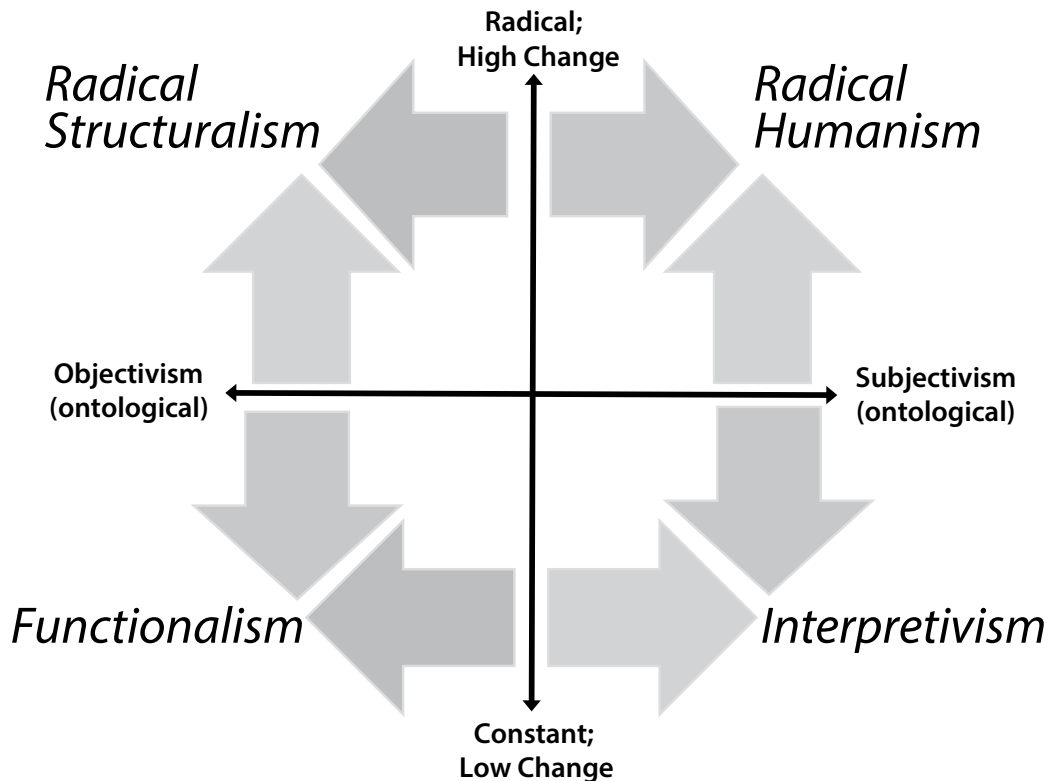 Radical;
High Change
Radical
Structuralism
Radical
Humanism
Objectivism
(ontological)
Subjectivism
(ontological)
Functionalism
Interpretivism
Constant;
Low Change